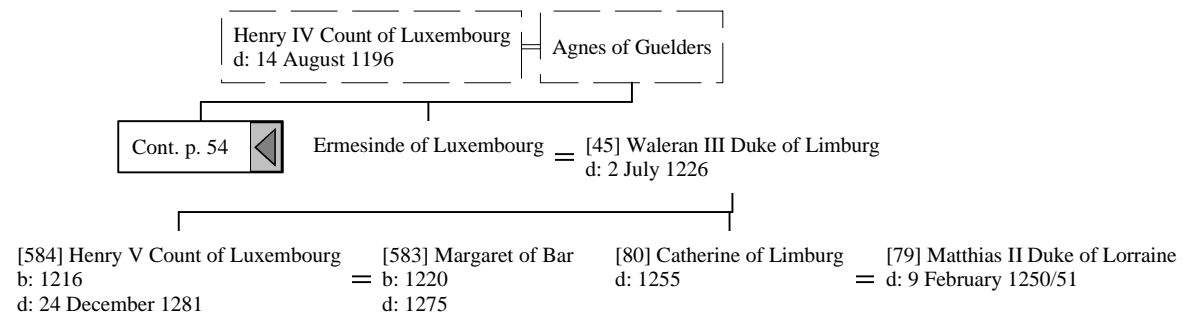 Henry IV Count of Luxembourg
d: 14 August 1196
=
Agnes of Guelders
Cont. p. 54
Ermesinde of Luxembourg
=
[45] Waleran III Duke of Limburg
d: 2 July 1226
[584] Henry V Count of Luxembourg
b: 1216
d: 24 December 1281
=
[583] Margaret of Bar
b: 1220
d: 1275
[80] Catherine of Limburg
d: 1255
=
[79] Matthias II Duke of Lorraine
d: 9 February 1250/51